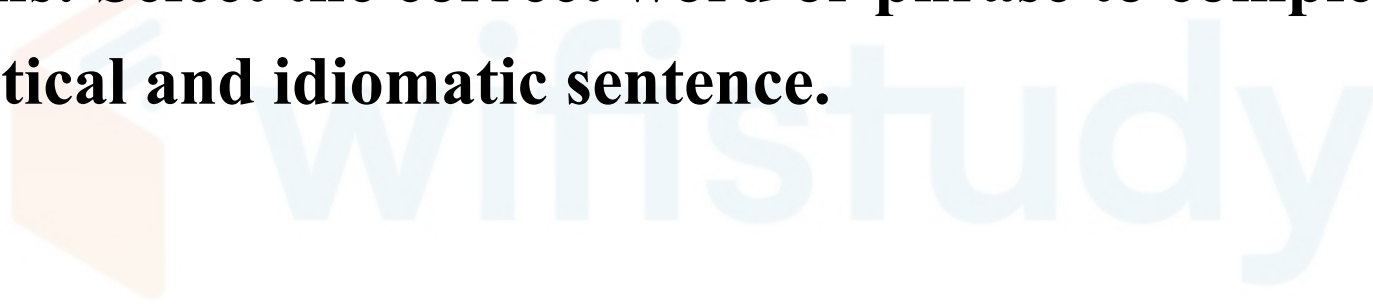 Select the correct word or phrase to
tical and idiomatic sentence.
wifistudy